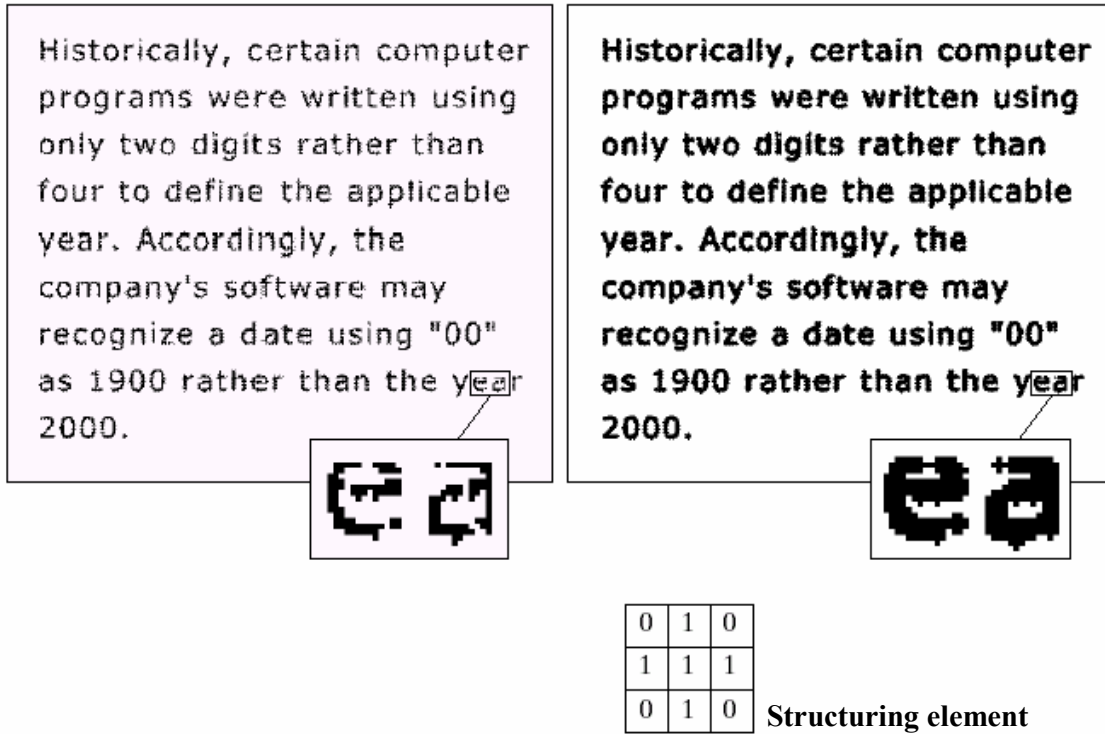 Historically, certain computer
programs were written using
only two digits rather than
four to define the applicable
year. Accordingly, the
company's software may
recognize a date using "00"
as 1900 rather than the year
2000.
ea
Historically, certain computer
programs were written using
only two digits rather than
four to define the applicable
year. Accordingly, the
company's software may
recognize a date using "00"
as 1900 rather than the year
2000.
ea
0 1 0
1 1 1
0 1 0
Structuring element